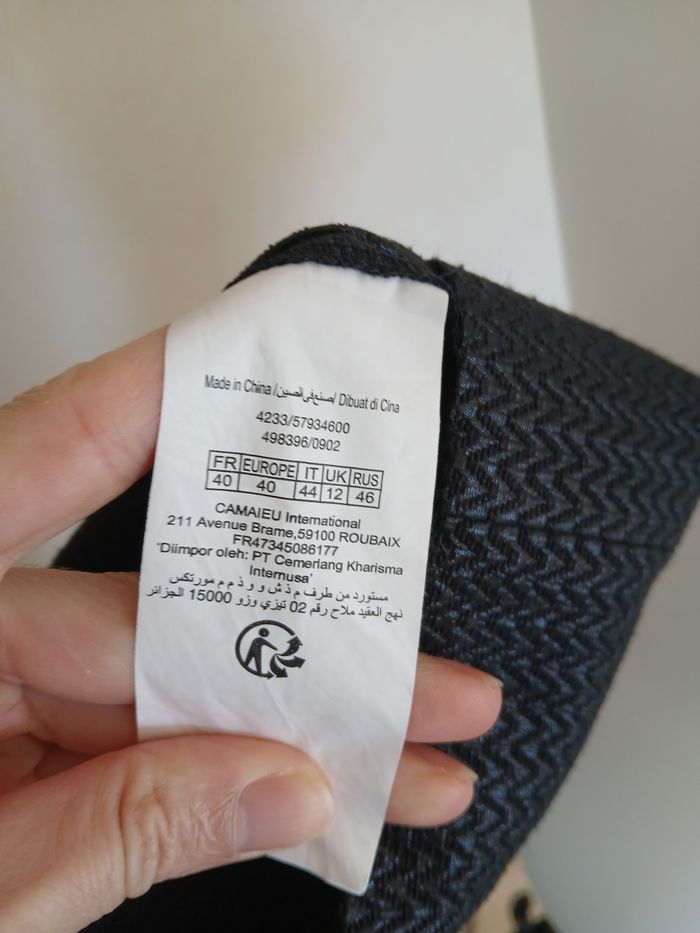 Made in China /صنع في الصين/ Dibuat di Cina
4233/57934600
498396/0902
FR EUROPE IT UK RUS
40 40 44 12 46
CAMAIEU International
211 Avenue Brame,59100 ROUBAIX
FR47345086177
"Diimpor oleh: PT Cemerlang Kharisma
Internusa"
مستورد من طرف م ذ ش و و ذ م م مورتكس
نهج العقيد ملاح رقم 02 تيزي وزو 15000 الجزائر